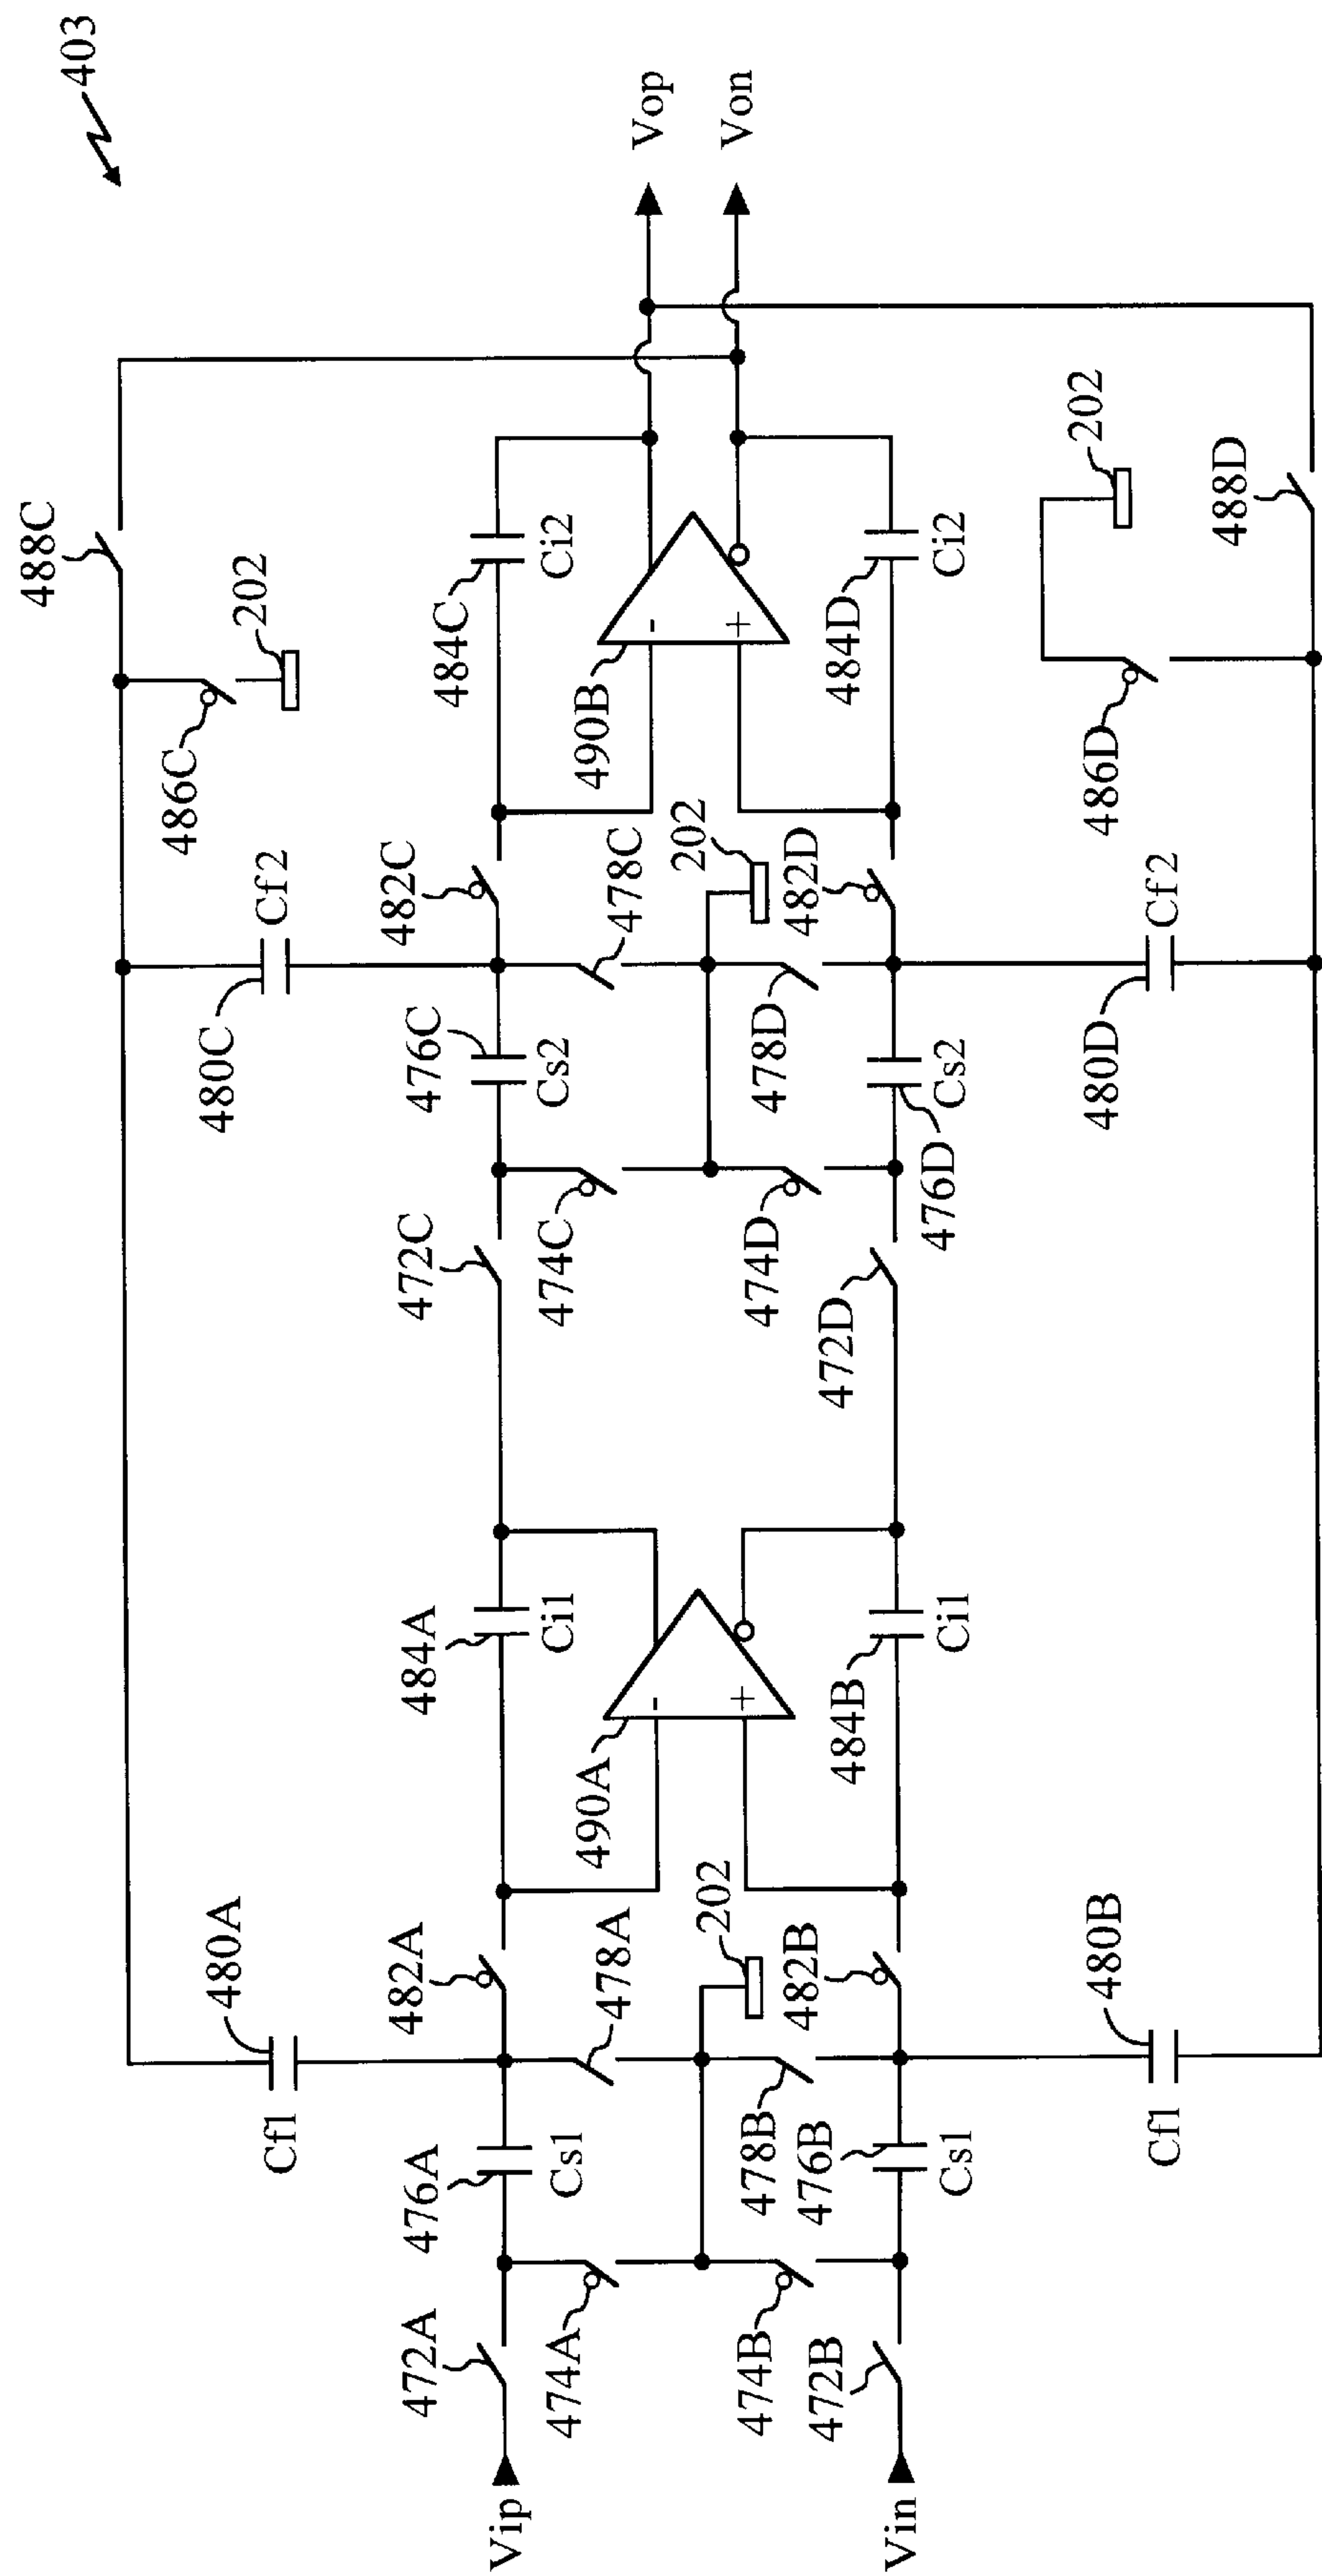 403
488C
202
486C
480A
Cf1
480C
Cf2
Vip
472A
476A
Cs1
482A
484A
Ci1
472C
476C
Cs2
482C
484C
Ci2
Vop
474A
478A
490A
-
+
474C
478C
490B
-
+
202
202
Von
474B
478B
474D
478D
Vin
472B
476B
Cs1
482B
484B
Ci1
472D
476D
Cs2
482D
484D
Ci2
202
Cf1
480B
480D
Cf2
486D
488D